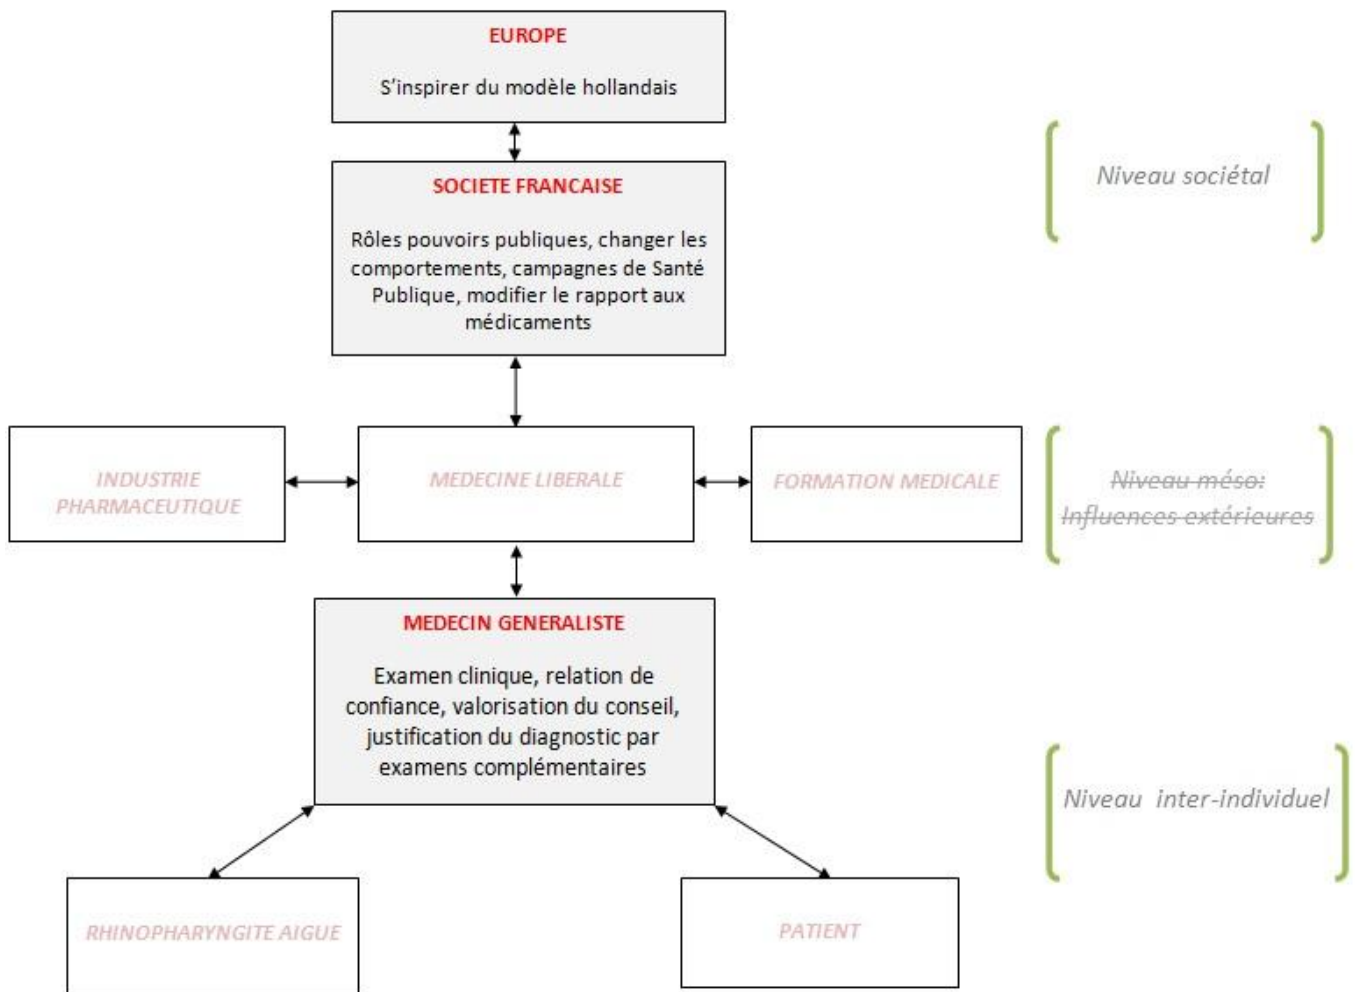 EUROPE
S'inspirer du modèle hollandais
Niveau sociétal
SOCIETE FRANCAISE
Rôles pouvoirs publiques, changer les
comportements, campagnes de Santé
Publique, modifier le rapport aux
médicaments
INDUSTRIE
PHARMACEUTIQUE
MEDECINE LIBERALE
FORMATION MEDICALE
Niveau méso:
Influences extérieures
MEDECIN GENERALISTE
Examen clinique, relation de
confiance, valorisation du conseil,
justification du diagnostic par
examens complémentaires
Niveau inter-individuel
RHINOPHARYNGITE AIGUE
PATIENT